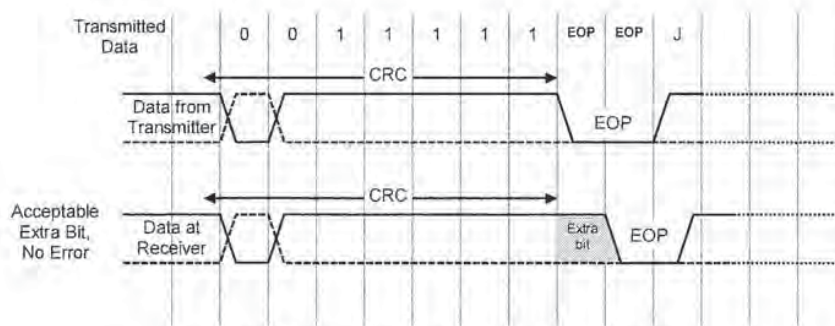 Transmitted Data
0 0 1 1 1 1 1 EOP EOP J
CRC
Data from Transmitter
EOP
CRC
Acceptable Extra Bit, No Error
Data at Receiver
Extra bit
EOP